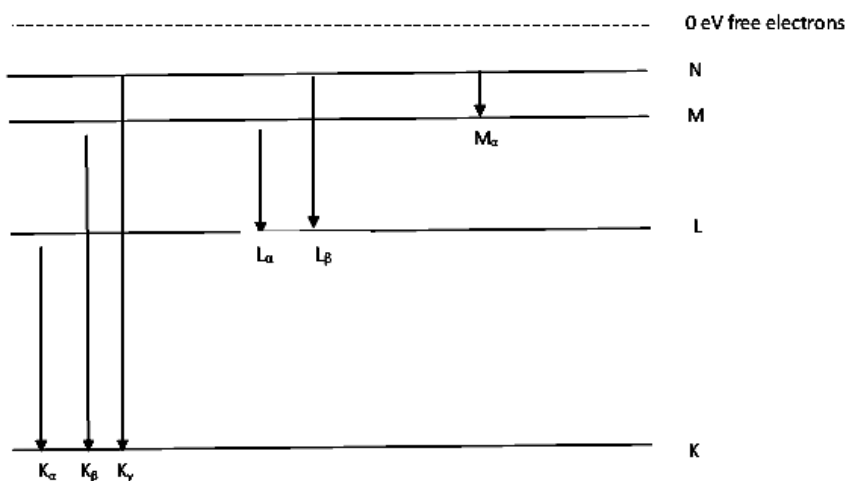 0 eV free electrons
N
M
Mα
L
Lα Lβ
K
Kα Kβ Kγ